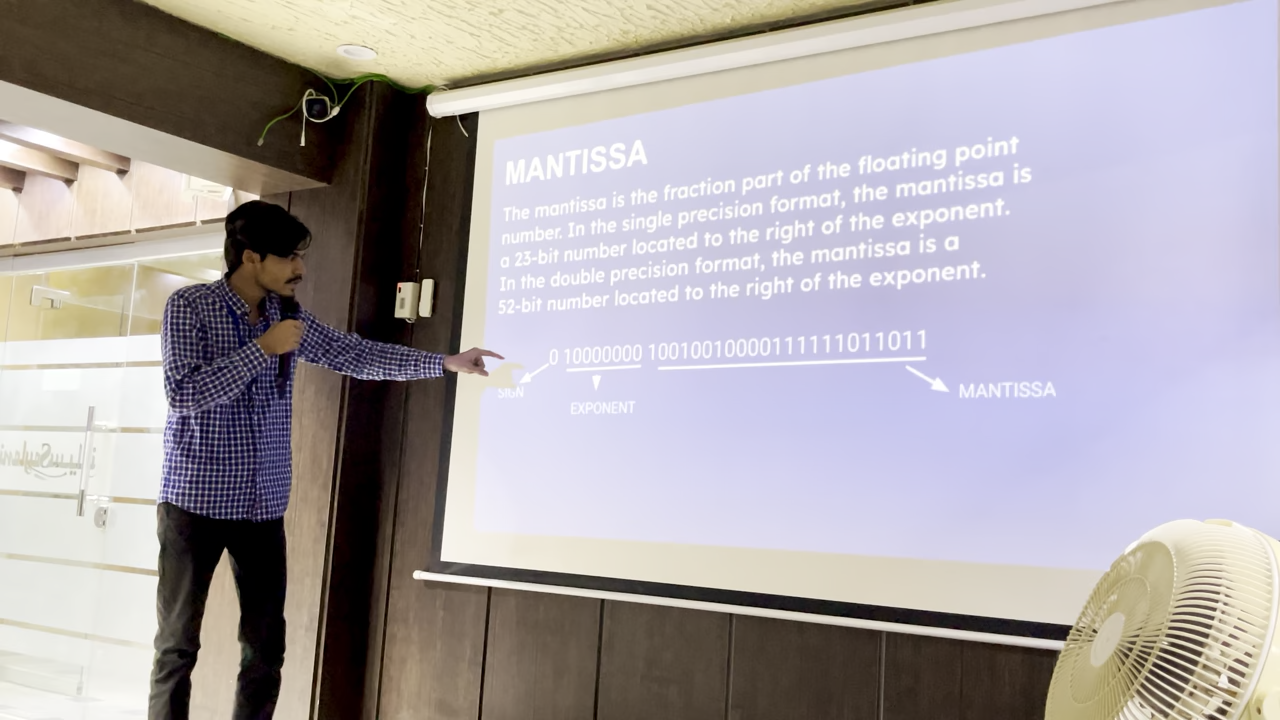 MANTISSA
The mantissa is the fraction part of the floating point
number. In the single precision format, the mantissa is
a 23-bit number located to the right of the exponent.
In the double precision format, the mantissa is a
52-bit number located to the right of the exponent.
0 10000000 10010010000111111011011
SIGN
EXPONENT
MANTISSA
Saylani